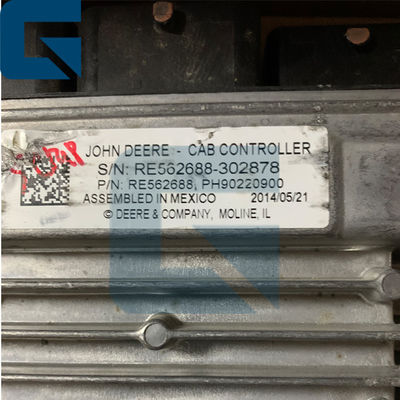 JOHN DEERE - CAB CONTROLLER
S/N: RE562688-302878
P/N: RE562688, PH90220900
ASSEMBLED IN MEXICO 2014/05/21
© DEERE & COMPANY, MOLINE, IL